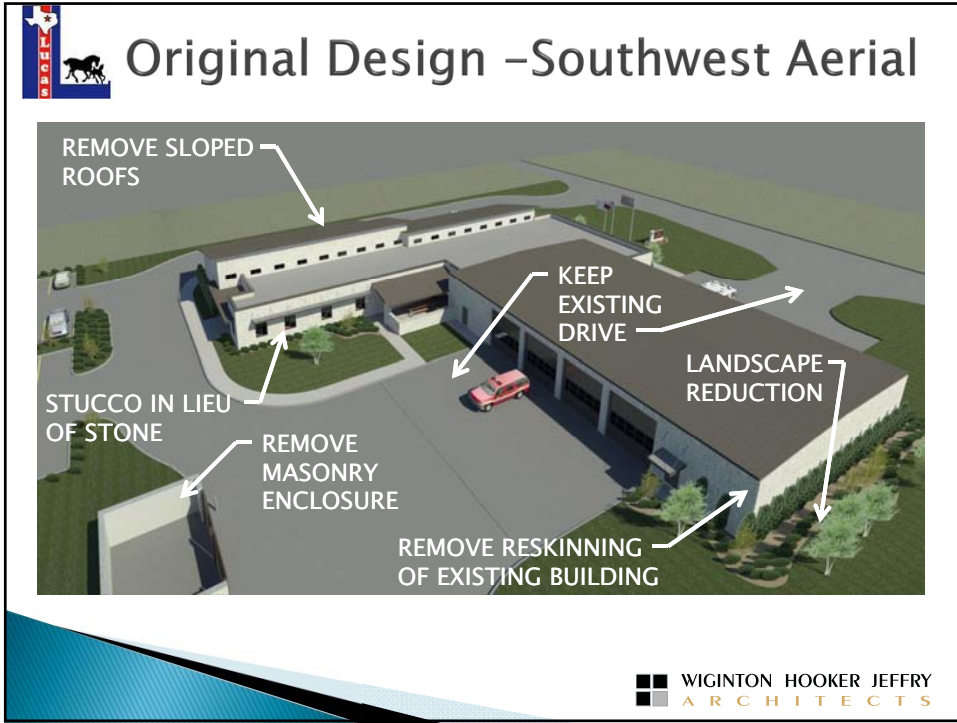 Lucas
Original Design –Southwest Aerial
REMOVE SLOPED
ROOFS
KEEP
EXISTING
DRIVE
LANDSCAPE
REDUCTION
STUCCO IN LIEU
OF STONE
REMOVE
MASONRY
ENCLOSURE
REMOVE RESKINNING
OF EXISTING BUILDING
WIGINTON HOOKER JEFFRY
ARCHITECTS